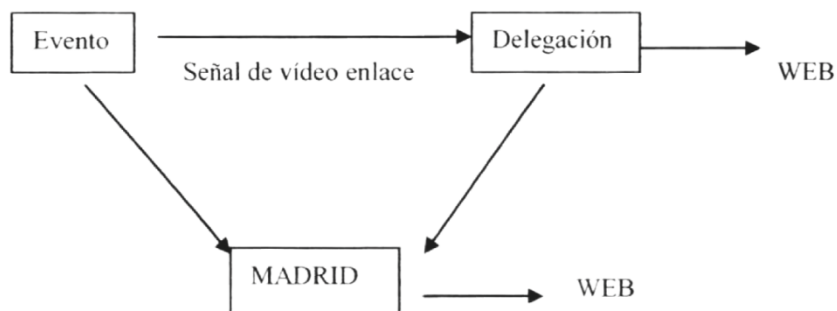 Evento
Delegación
Señal de vídeo enlace
WEB
MADRID
WEB